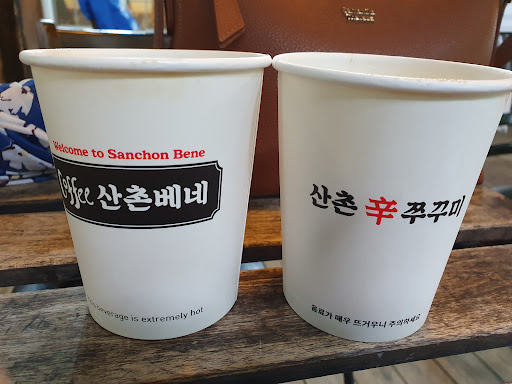 Welcome to Sanchon Bene
Coffee 산촌베네
beverage is extremely hot
산촌 辛 쭈꾸미
음료가 매우 뜨거우니 주의하세요